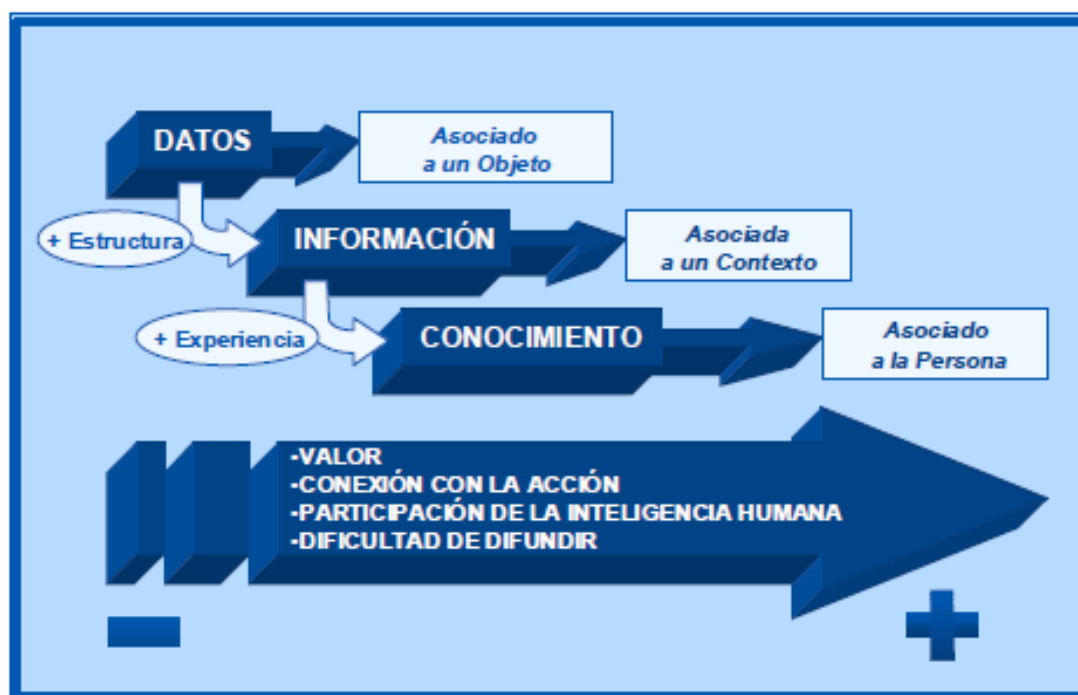 DATOS
Asociado
a un Objeto
+ Estructura
INFORMACIÓN
Asociada
a un Contexto
+ Experiencia
CONOCIMIENTO
Asociado
a la Persona
-VALOR
-CONEXIÓN CON LA ACCIÓN
-PARTICIPACIÓN DE LA INTELIGENCIA HUMANA
-DIFICULTAD DE DIFUNDIR